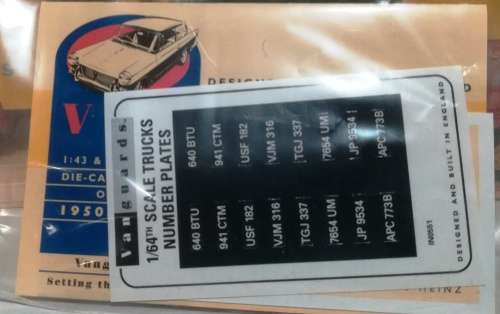 DESIGNE
V
1:43 &
DIE-CA
O
1950
Vang
Setting th
HEINZ
Vanguards
1/64TH SCALE TRUCKS
NUMBER PLATES
640 BTU
941 CTM
USF 182
VJM 316
TGJ 337
7654 UM
JP 9534
APC 773B
640 BTU
941 CTM
USF 182
VJM 316
TGJ 337
7654 UM
JP 9534
APC 773B
IN0551
DESIGNED AND BUILT IN ENGLAND